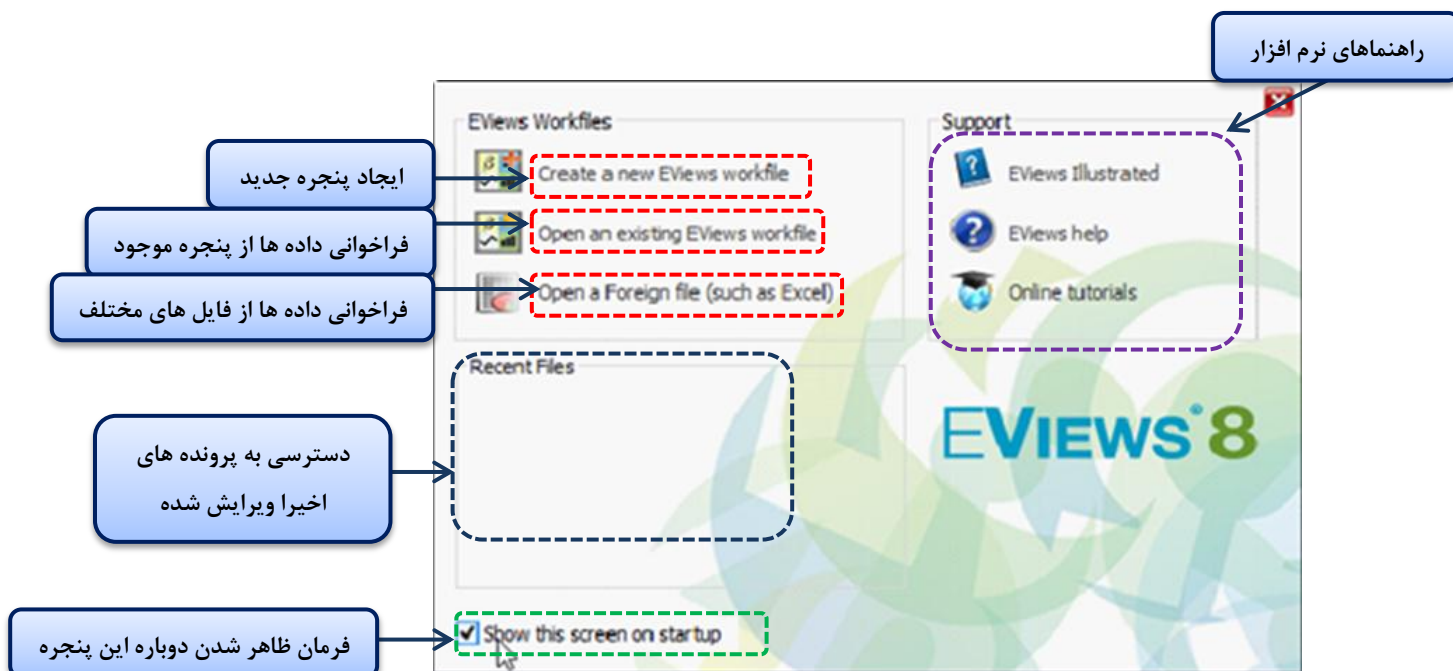 راهنماهای نرم افزار
EViews Workfiles
Support
ایجاد پنجره جدید
Create a new EViews workfile
EViews Illustrated
فراخوانی داده ها از پنجره موجود
Open an existing EViews workfile
EViews help
فراخوانی داده ها از فایل های مختلف
Open a Foreign file (such as Excel)
Online tutorials
Recent Files
دسترسی به پرونده های
اخیرا ویرایش شده
EVIEWS® 8
فرمان ظاهر شدن دوباره این پنجره
Show this screen on startup